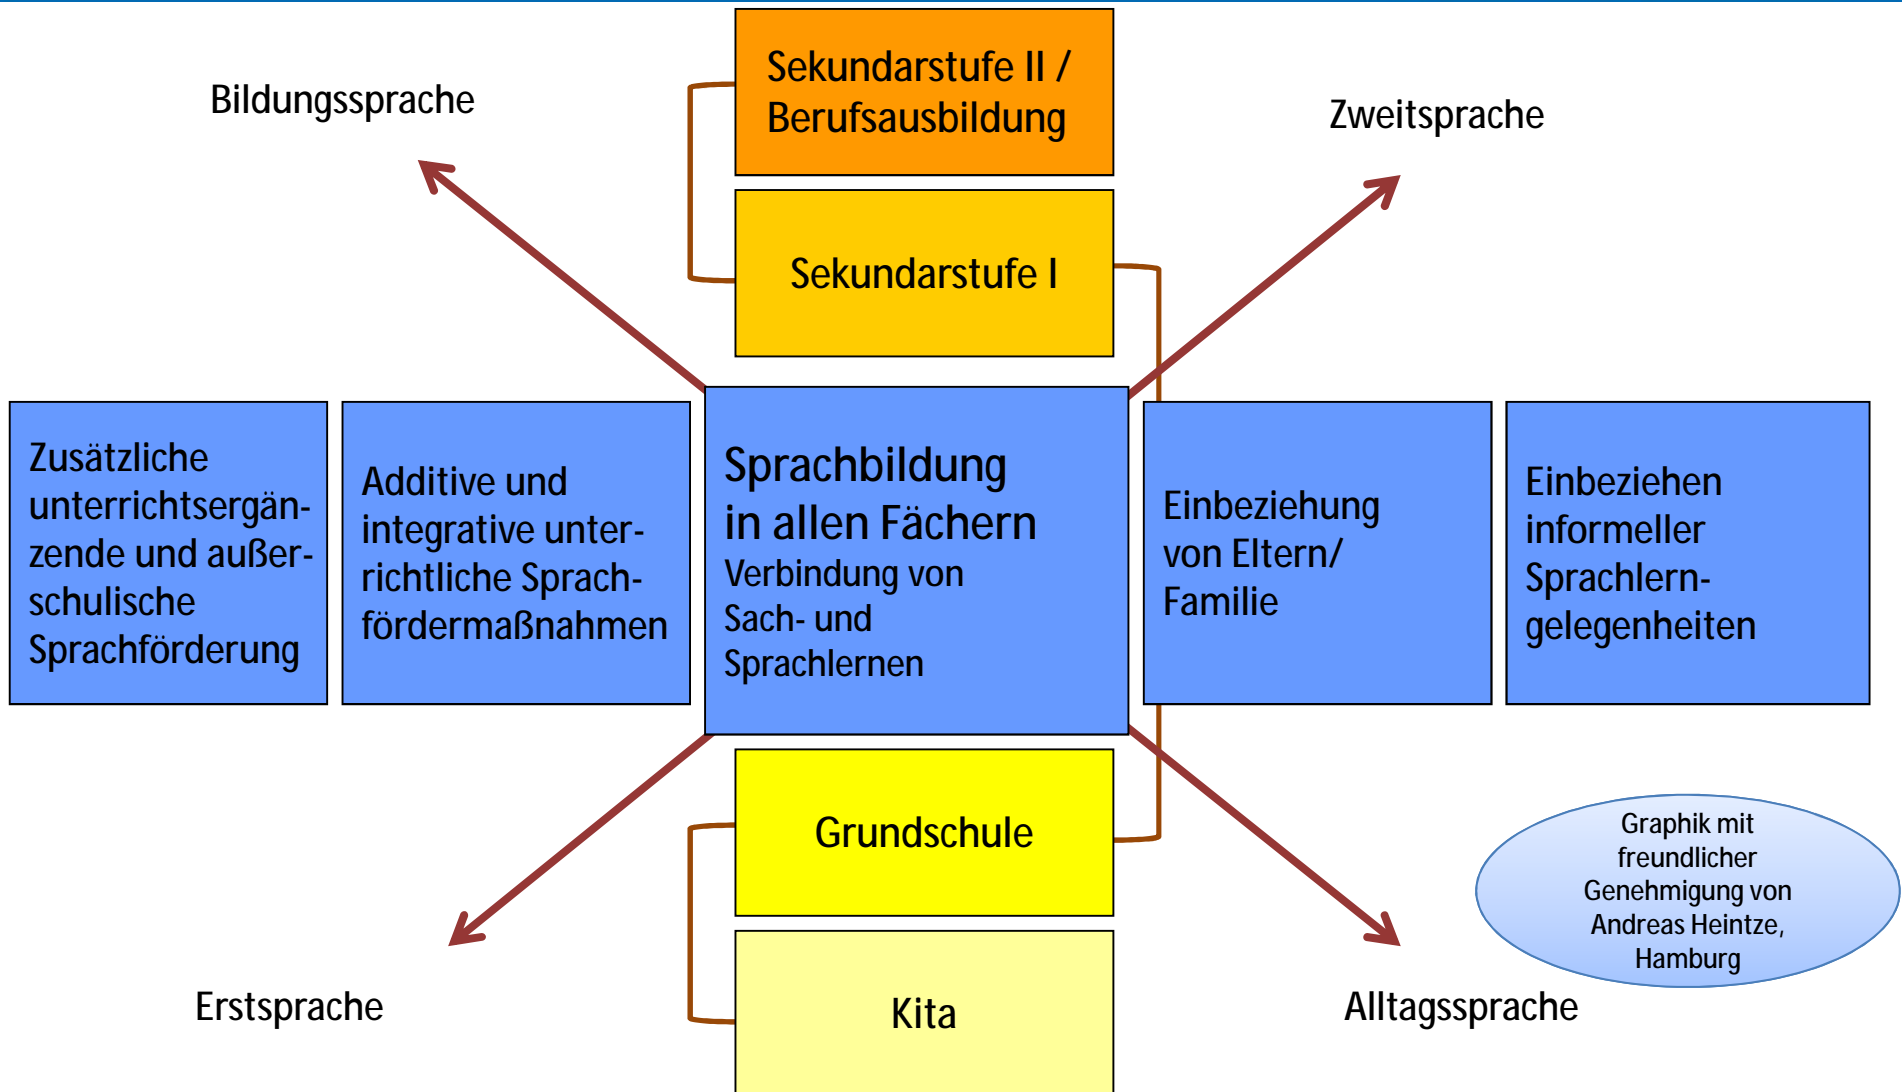 Sekundarstufe II /
Berufsausbildung
Bildungssprache
Zweitsprache
Sekundarstufe I
Zusätzliche
unterrichtsergän-
zende und außer-
schulische
Sprachförderung
Additive und
integrative unter-
richtliche Sprach-
fördermaßnahmen
Sprachbildung
in allen Fächern
Verbindung von
Sach- und
Sprachlernen
Einbeziehung
von Eltern/
Familie
Einbeziehen
informeller
Sprachlern-
gelegenheiten
Grundschule
Graphik mit
freundlicher
Genehmigung von
Andreas Heintze,
Hamburg
Erstsprache
Kita
Alltagssprache